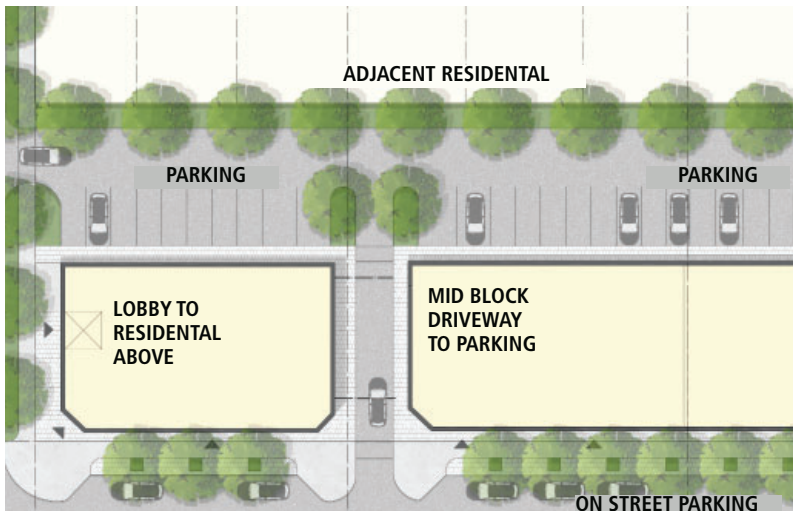 ADJACENT RESIDENTAL
PARKING
PARKING
LOBBY TO
RESIDENTAL
ABOVE
MID BLOCK
DRIVEWAY
TO PARKING
ON STREET PARKING